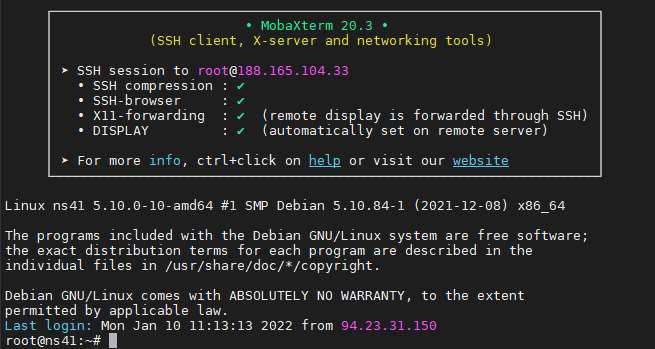 • MobaXterm 20.3 •
(SSH client, X-server and networking tools)
➤ SSH session to root@188.165.104.33
• SSH compression : ✔
• SSH-browser : ✔
• X11-forwarding : ✔ (remote display is forwarded through SSH)
• DISPLAY : ✔ (automatically set on remote server)
➤ For more info, ctrl+click on help or visit our website
Linux ns41 5.10.0-10-amd64 #1 SMP Debian 5.10.84-1 (2021-12-08) x86_64
The programs included with the Debian GNU/Linux system are free software;
the exact distribution terms for each program are described in the
individual files in /usr/share/doc/*/copyright.
Debian GNU/Linux comes with ABSOLUTELY NO WARRANTY, to the extent
permitted by applicable law.
Last login: Mon Jan 10 11:13:13 2022 from 94.23.31.150
root@ns41:~#